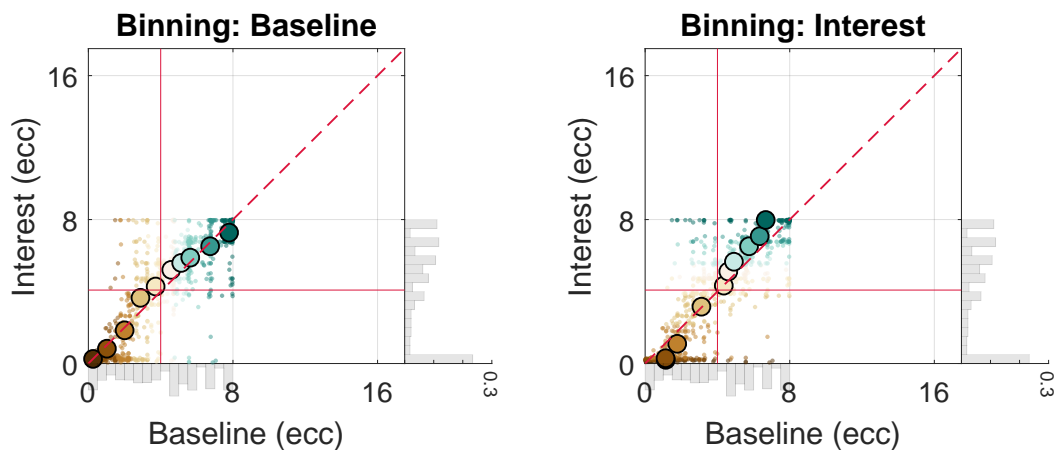 Binning: Baseline
Interest (ecc)
16
8
0
0
8
16
0.3
Baseline (ecc)
Binning: Interest
Interest (ecc)
16
8
0
0
8
16
0.3
Baseline (ecc)